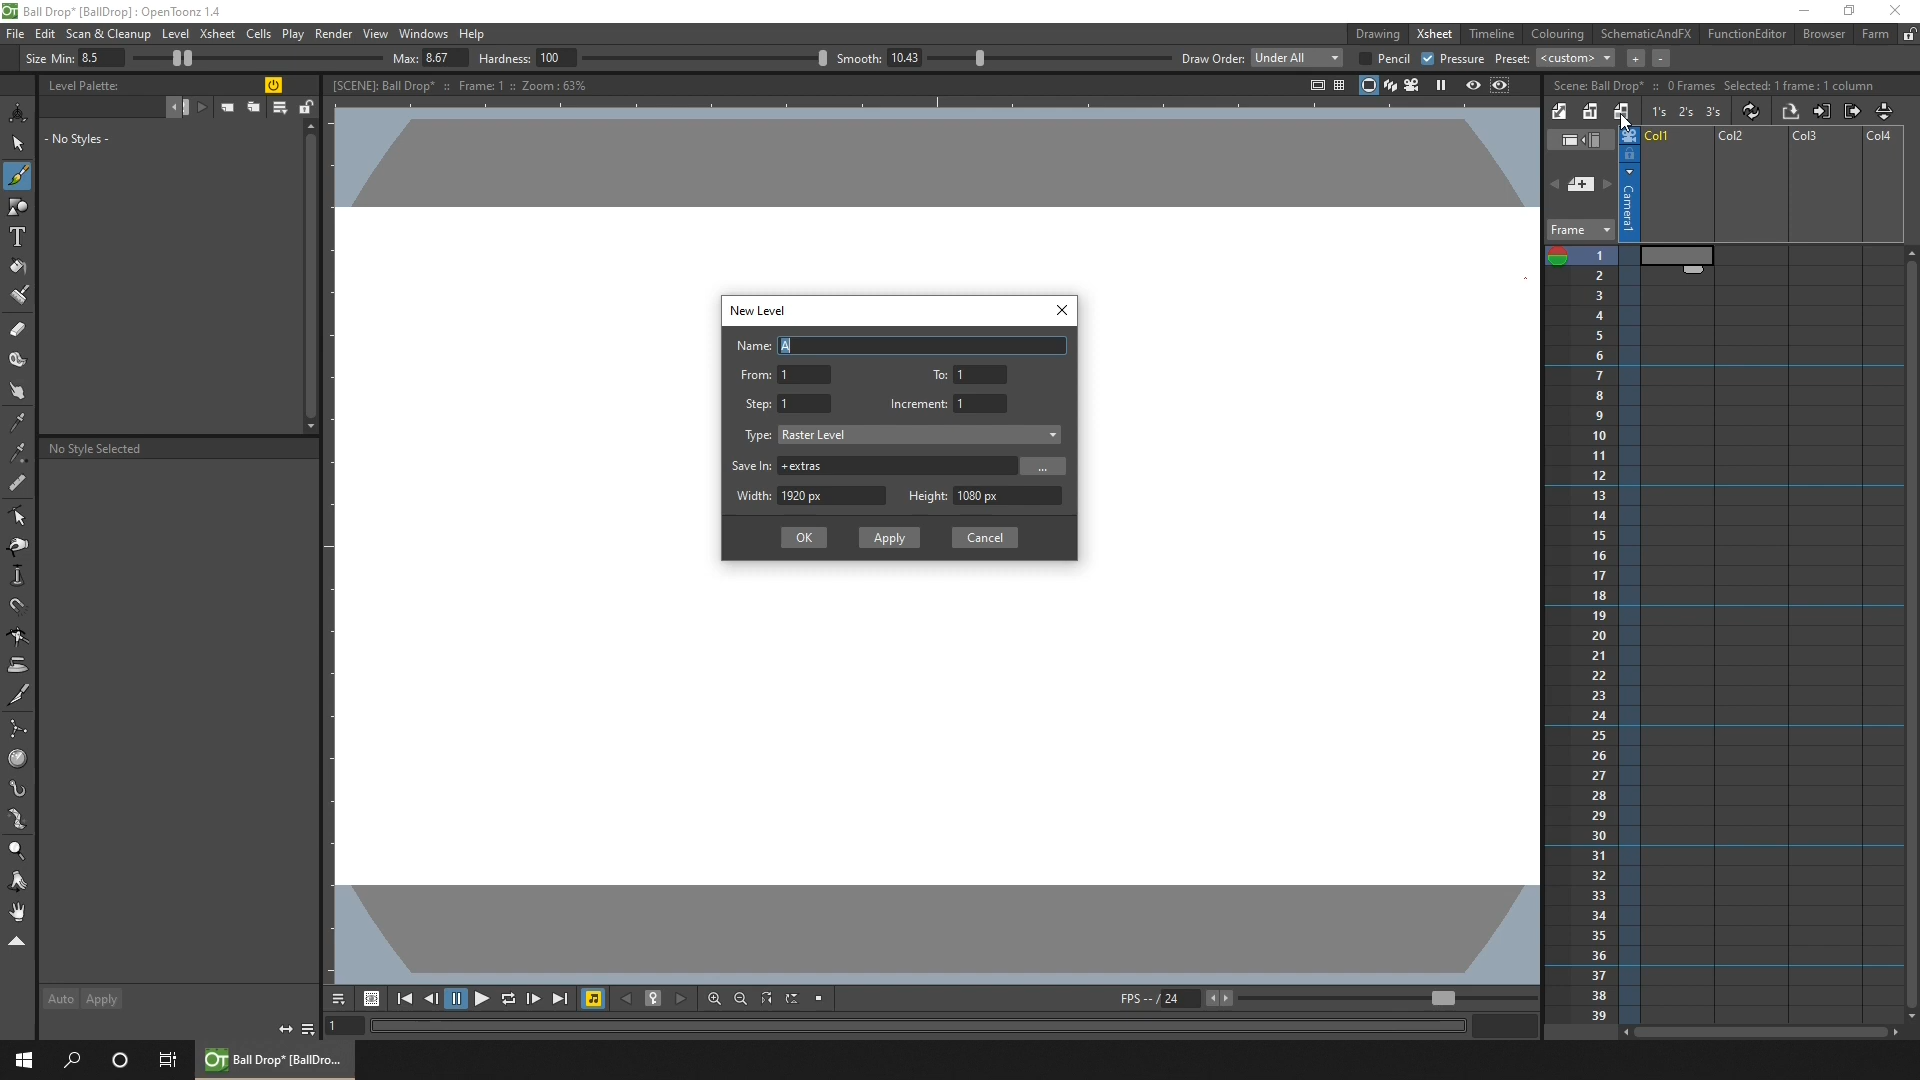 Ball Drop* [BallDrop] : OpenToonz 1.4
File Edit Scan & Cleanup Level Xsheet Cells Play Render View Windows Help
Drawing Xsheet Timeline Colouring SchematicAndFX FunctionEditor Browser Farm
Size Min: 8.5 Max: 8.67 Hardness: 100 Smooth: 10.43 Draw Order: Under All Pencil Pressure Preset: <custom> + -
Level Palette:
[SCENE]: Ball Drop* :: Frame: 1 :: Zoom : 63%
Scene: Ball Drop* :: 0 Frames Selected: 1 frame : 1 column
1's 2's 3's
- No Styles -
Col1 Col2 Col3 Col4
Camera1
Frame
1
2
3
4
5
6
7
8
9
10
11
12
13
14
15
16
17
18
19
20
21
22
23
24
25
26
27
28
29
30
31
32
33
34
35
36
37
38
39
New Level
Name: A
From: 1 To: 1
Step: 1 Increment: 1
Type: Raster Level
Save In: +extras ...
Width: 1920 px Height: 1080 px
OK Apply Cancel
No Style Selected
Auto Apply
FPS -- / 24
1
OT Ball Drop* [BallDro...